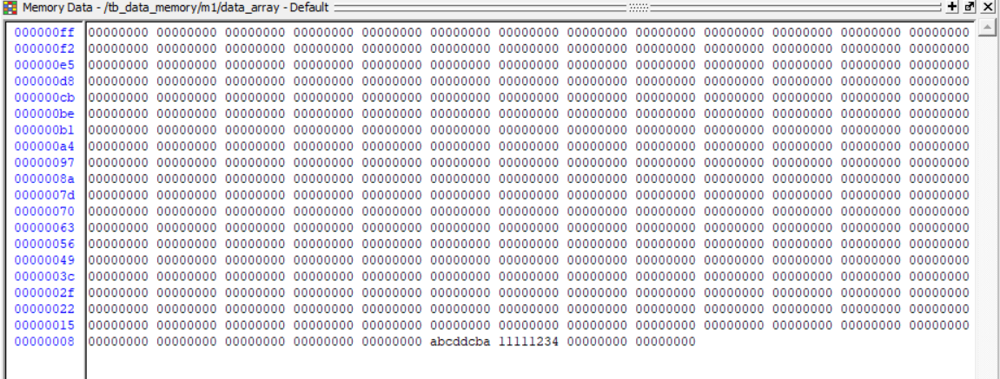 Memory Data - /tb_data_memory/m1/data_array - Default
000000ff 00000000 00000000 00000000 00000000 00000000 00000000 00000000 00000000 00000000 00000000 00000000 00000000 00000000
000000f2 00000000 00000000 00000000 00000000 00000000 00000000 00000000 00000000 00000000 00000000 00000000 00000000 00000000
000000e5 00000000 00000000 00000000 00000000 00000000 00000000 00000000 00000000 00000000 00000000 00000000 00000000 00000000
000000d8 00000000 00000000 00000000 00000000 00000000 00000000 00000000 00000000 00000000 00000000 00000000 00000000 00000000
000000cb 00000000 00000000 00000000 00000000 00000000 00000000 00000000 00000000 00000000 00000000 00000000 00000000 00000000
000000be 00000000 00000000 00000000 00000000 00000000 00000000 00000000 00000000 00000000 00000000 00000000 00000000 00000000
000000b1 00000000 00000000 00000000 00000000 00000000 00000000 00000000 00000000 00000000 00000000 00000000 00000000 00000000
000000a4 00000000 00000000 00000000 00000000 00000000 00000000 00000000 00000000 00000000 00000000 00000000 00000000 00000000
00000097 00000000 00000000 00000000 00000000 00000000 00000000 00000000 00000000 00000000 00000000 00000000 00000000 00000000
0000008a 00000000 00000000 00000000 00000000 00000000 00000000 00000000 00000000 00000000 00000000 00000000 00000000 00000000
0000007d 00000000 00000000 00000000 00000000 00000000 00000000 00000000 00000000 00000000 00000000 00000000 00000000 00000000
00000070 00000000 00000000 00000000 00000000 00000000 00000000 00000000 00000000 00000000 00000000 00000000 00000000 00000000
00000063 00000000 00000000 00000000 00000000 00000000 00000000 00000000 00000000 00000000 00000000 00000000 00000000 00000000
00000056 00000000 00000000 00000000 00000000 00000000 00000000 00000000 00000000 00000000 00000000 00000000 00000000 00000000
00000049 00000000 00000000 00000000 00000000 00000000 00000000 00000000 00000000 00000000 00000000 00000000 00000000 00000000
0000003c 00000000 00000000 00000000 00000000 00000000 00000000 00000000 00000000 00000000 00000000 00000000 00000000 00000000
0000002f 00000000 00000000 00000000 00000000 00000000 00000000 00000000 00000000 00000000 00000000 00000000 00000000 00000000
00000022 00000000 00000000 00000000 00000000 00000000 00000000 00000000 00000000 00000000 00000000 00000000 00000000 00000000
00000015 00000000 00000000 00000000 00000000 00000000 00000000 00000000 00000000 00000000 00000000 00000000 00000000 00000000
00000008 00000000 00000000 00000000 00000000 00000000 abcddcba 11111234 00000000 00000000